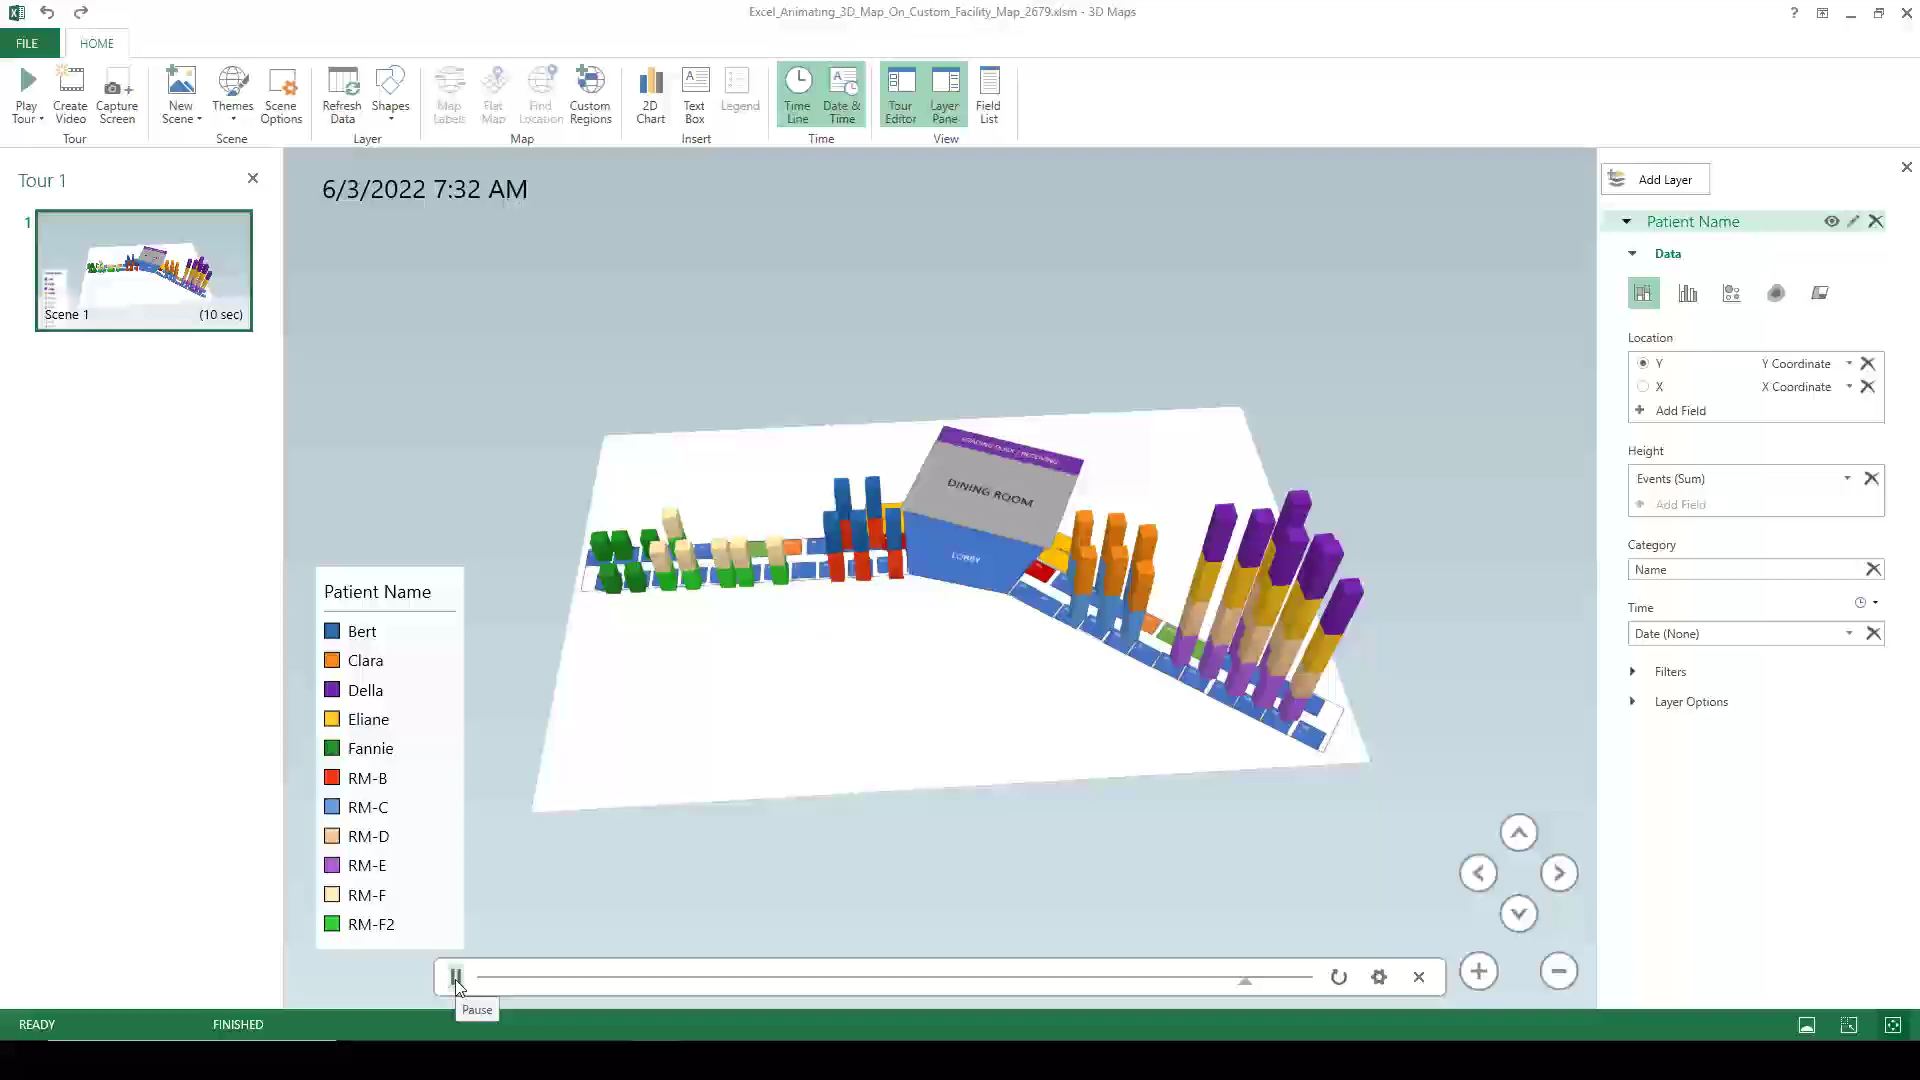 Excel_Animating_3D_Map_On_Custom_Facility_Map_2679.xlsm - 3D Maps
?
FILE
HOME
Play Tour
Create Video
Capture Screen
New Scene
Themes
Scene Options
Refresh Data
Shapes
Map Labels
Flat Map
Find Location
Custom Regions
2D Chart
Text Box
Legend
Time Line
Date & Time
Tour Editor
Layer Pane
Field List
Tour
Scene
Layer
Map
Insert
Time
View
Tour 1
1
Scene 1 (10 sec)
6/3/2022 7:32 AM
DINING ROOM
LOBBY
Patient Name
Bert
Clara
Della
Eliane
Fannie
RM-B
RM-C
RM-D
RM-E
RM-F
RM-F2
Pause
Add Layer
Patient Name
Data
Location
Y Y Coordinate
X X Coordinate
Add Field
Height
Events (Sum)
Add Field
Category
Name
Time
Date (None)
Filters
Layer Options
READY FINISHED